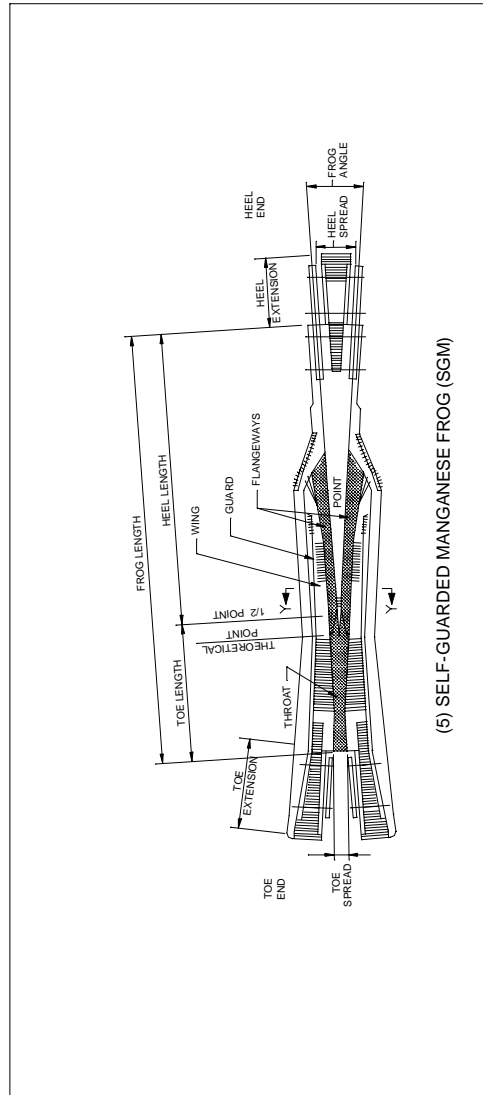 FROG LENGTH
HEEL LENGTH
TOE LENGTH
HEEL
EXTENSION
HEEL
END
FROG
ANGLE
HEEL
SPREAD
WING
GUARD
FLANGEWAYS
1/2 POINT
THEORETICAL
POINT
POINT
THROAT
Y
Y
TOE
EXTENSION
TOE
END
TOE
SPREAD
(5) SELF-GUARDED MANGANESE FROG (SGM)